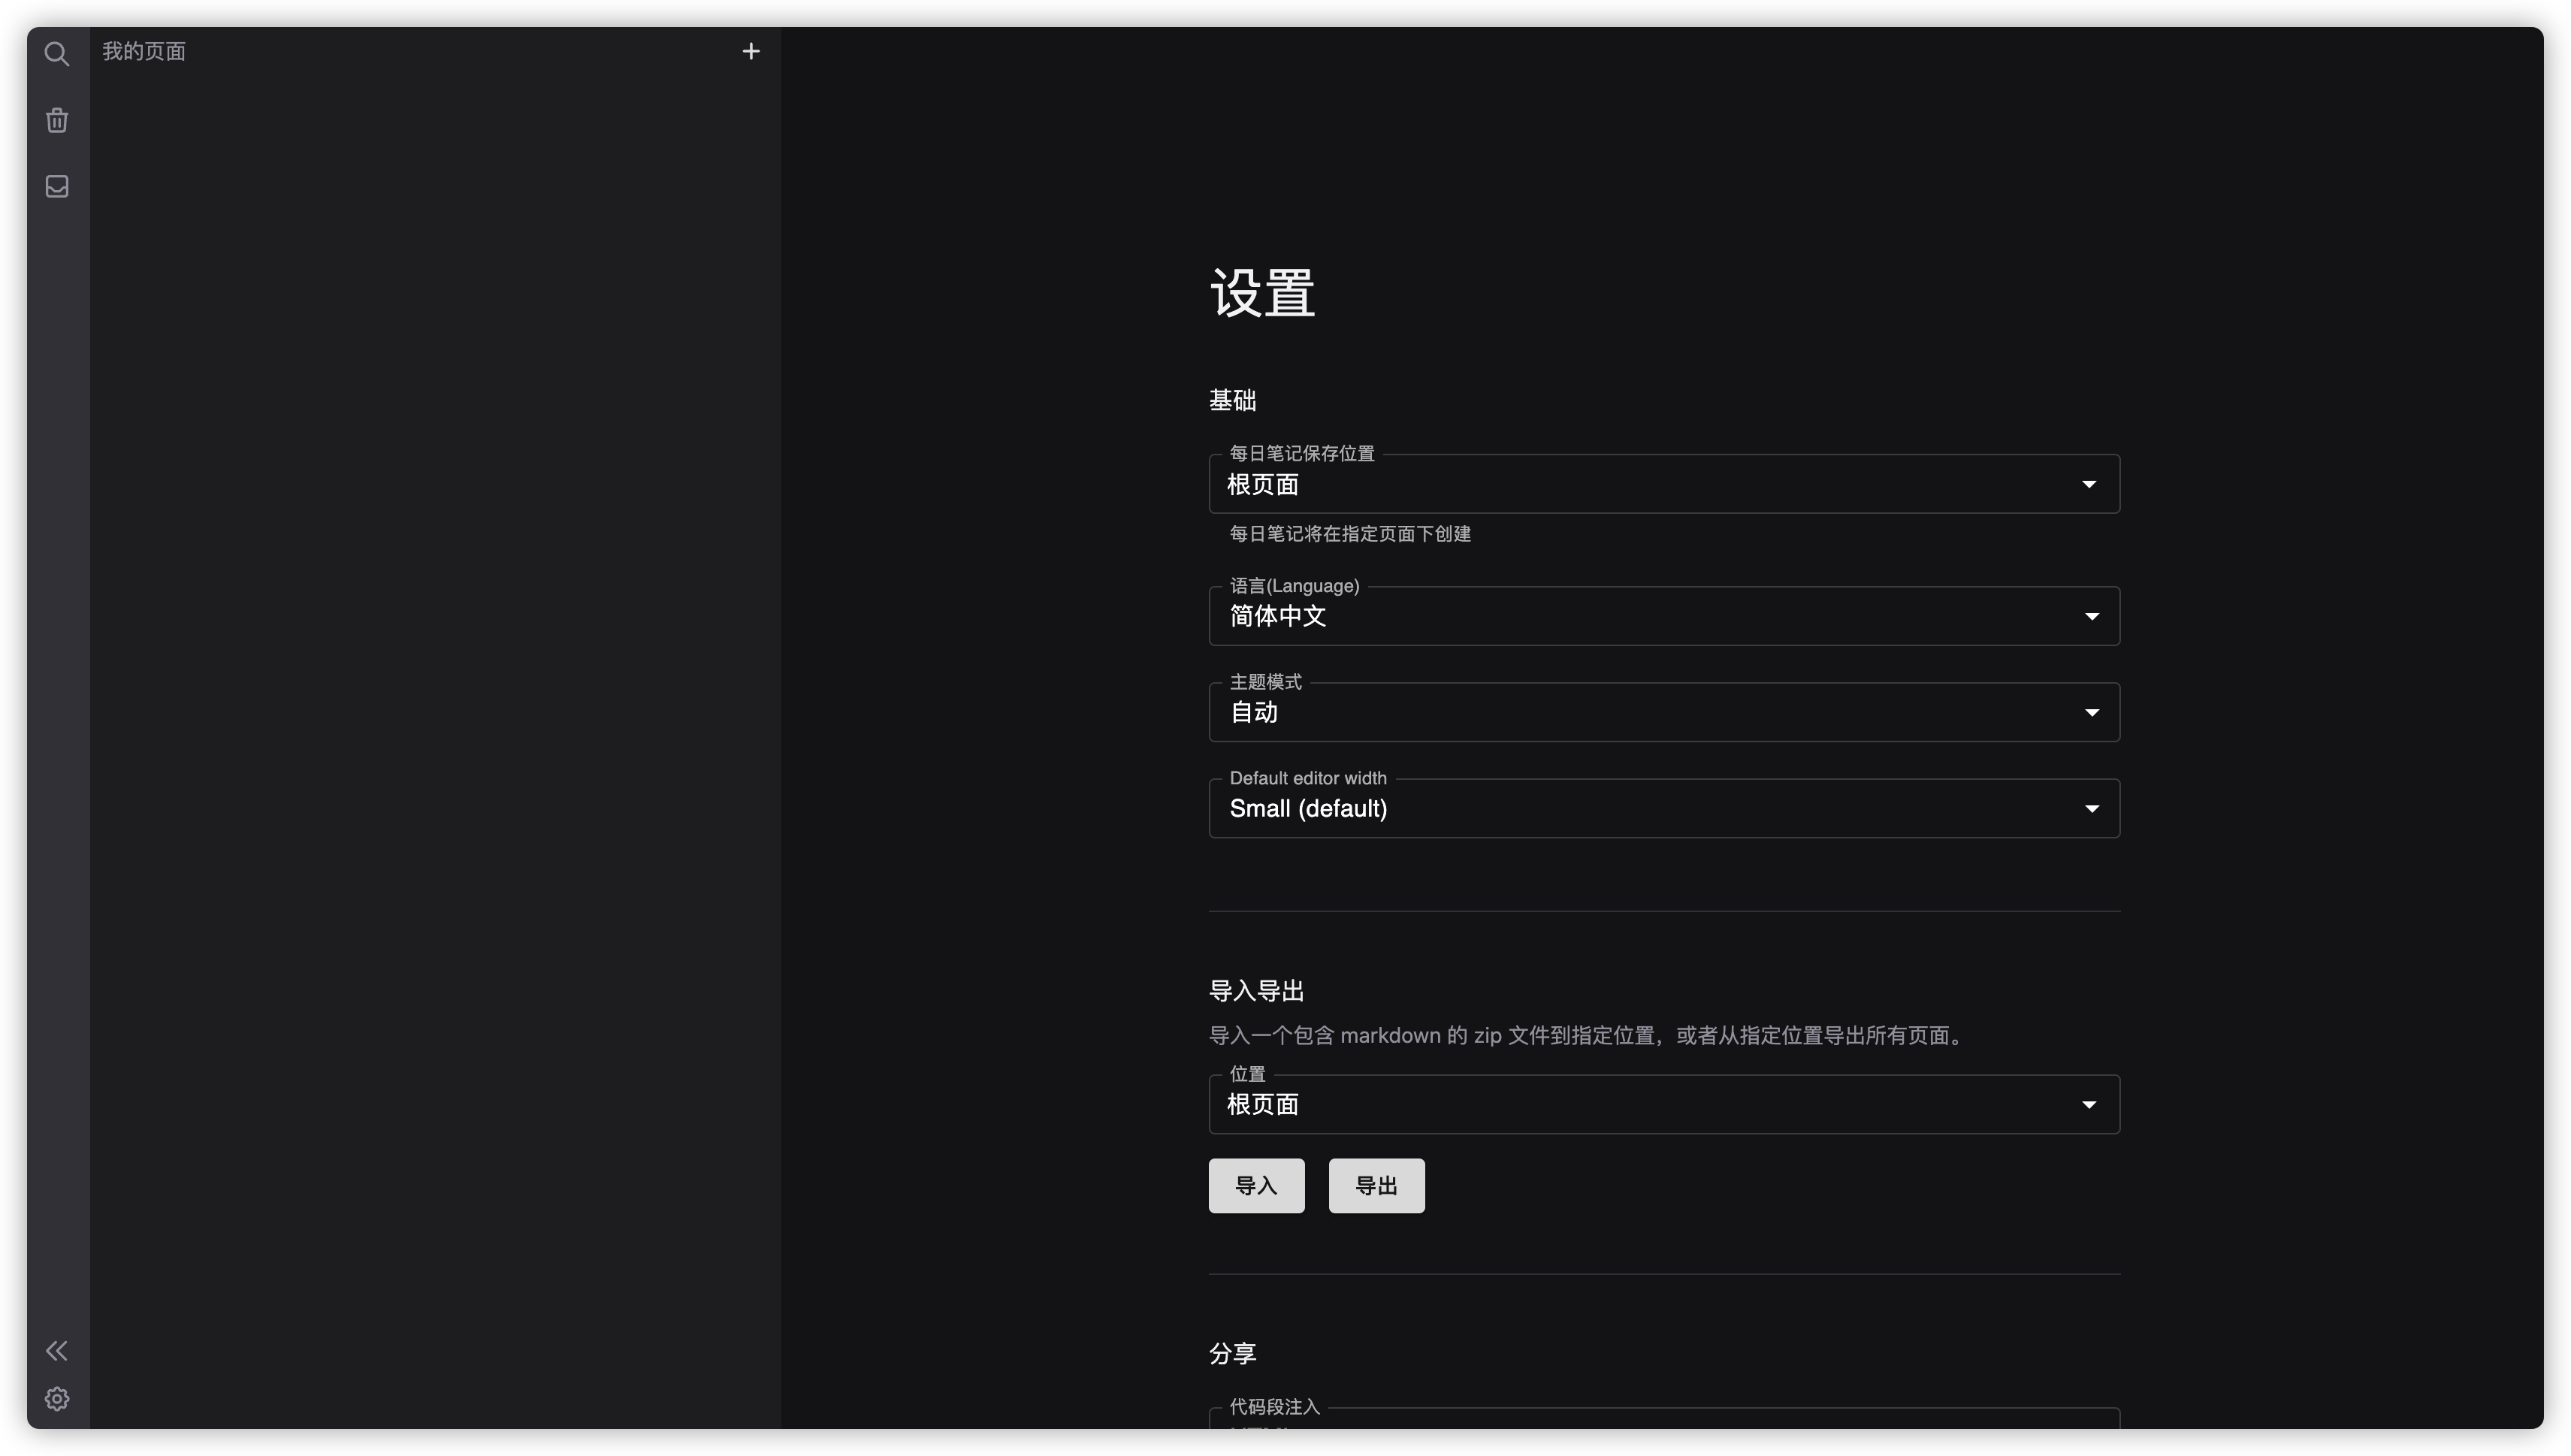 我的页面
设置
基础
每日笔记保存位置
根页面
每日笔记将在指定页面下创建
语言(Language)
简体中文
主题模式
自动
Default editor width
Small (default)
导入导出
导入一个包含 markdown 的 zip 文件到指定位置，或者从指定位置导出所有页面。
位置
根页面
导入 导出
分享
代码段注入